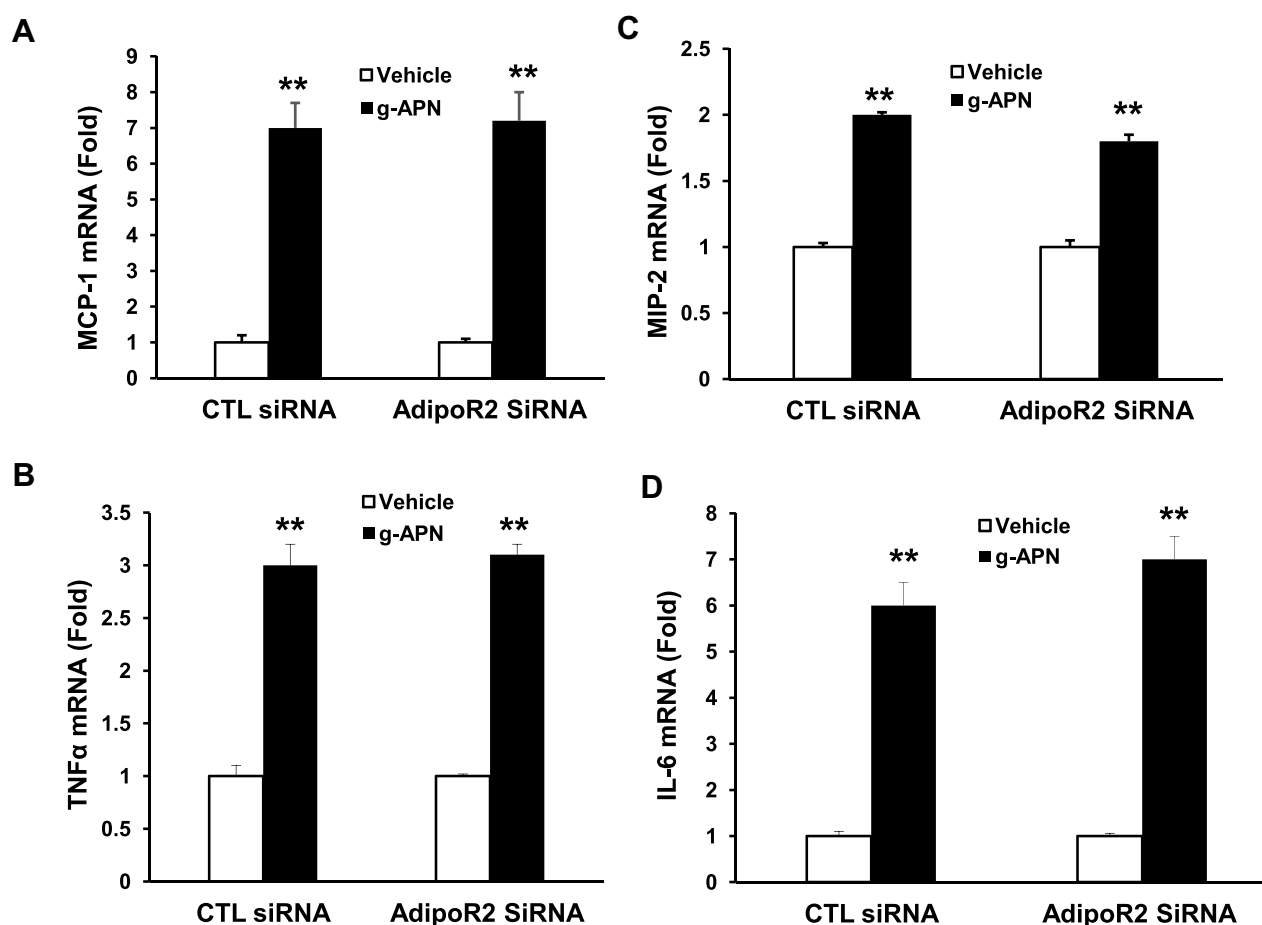 A
MCP-1 mRNA (Fold)
9
8
7
6
5
4
3
2
1
0
**
**
Vehicle
g-APN
CTL siRNA
AdipoR2 SiRNA
C
MIP-2 mRNA (Fold)
2.5
2
1.5
1
0.5
0
**
**
Vehicle
g-APN
CTL siRNA
AdipoR2 SiRNA
B
TNFα mRNA (Fold)
3.5
3
2.5
2
1.5
1
0.5
0
**
**
Vehicle
g-APN
CTL siRNA
AdipoR2 SiRNA
D
IL-6 mRNA (Fold)
8
7
6
5
4
3
2
1
0
**
**
Vehicle
g-APN
CTL siRNA
AdipoR2 SiRNA